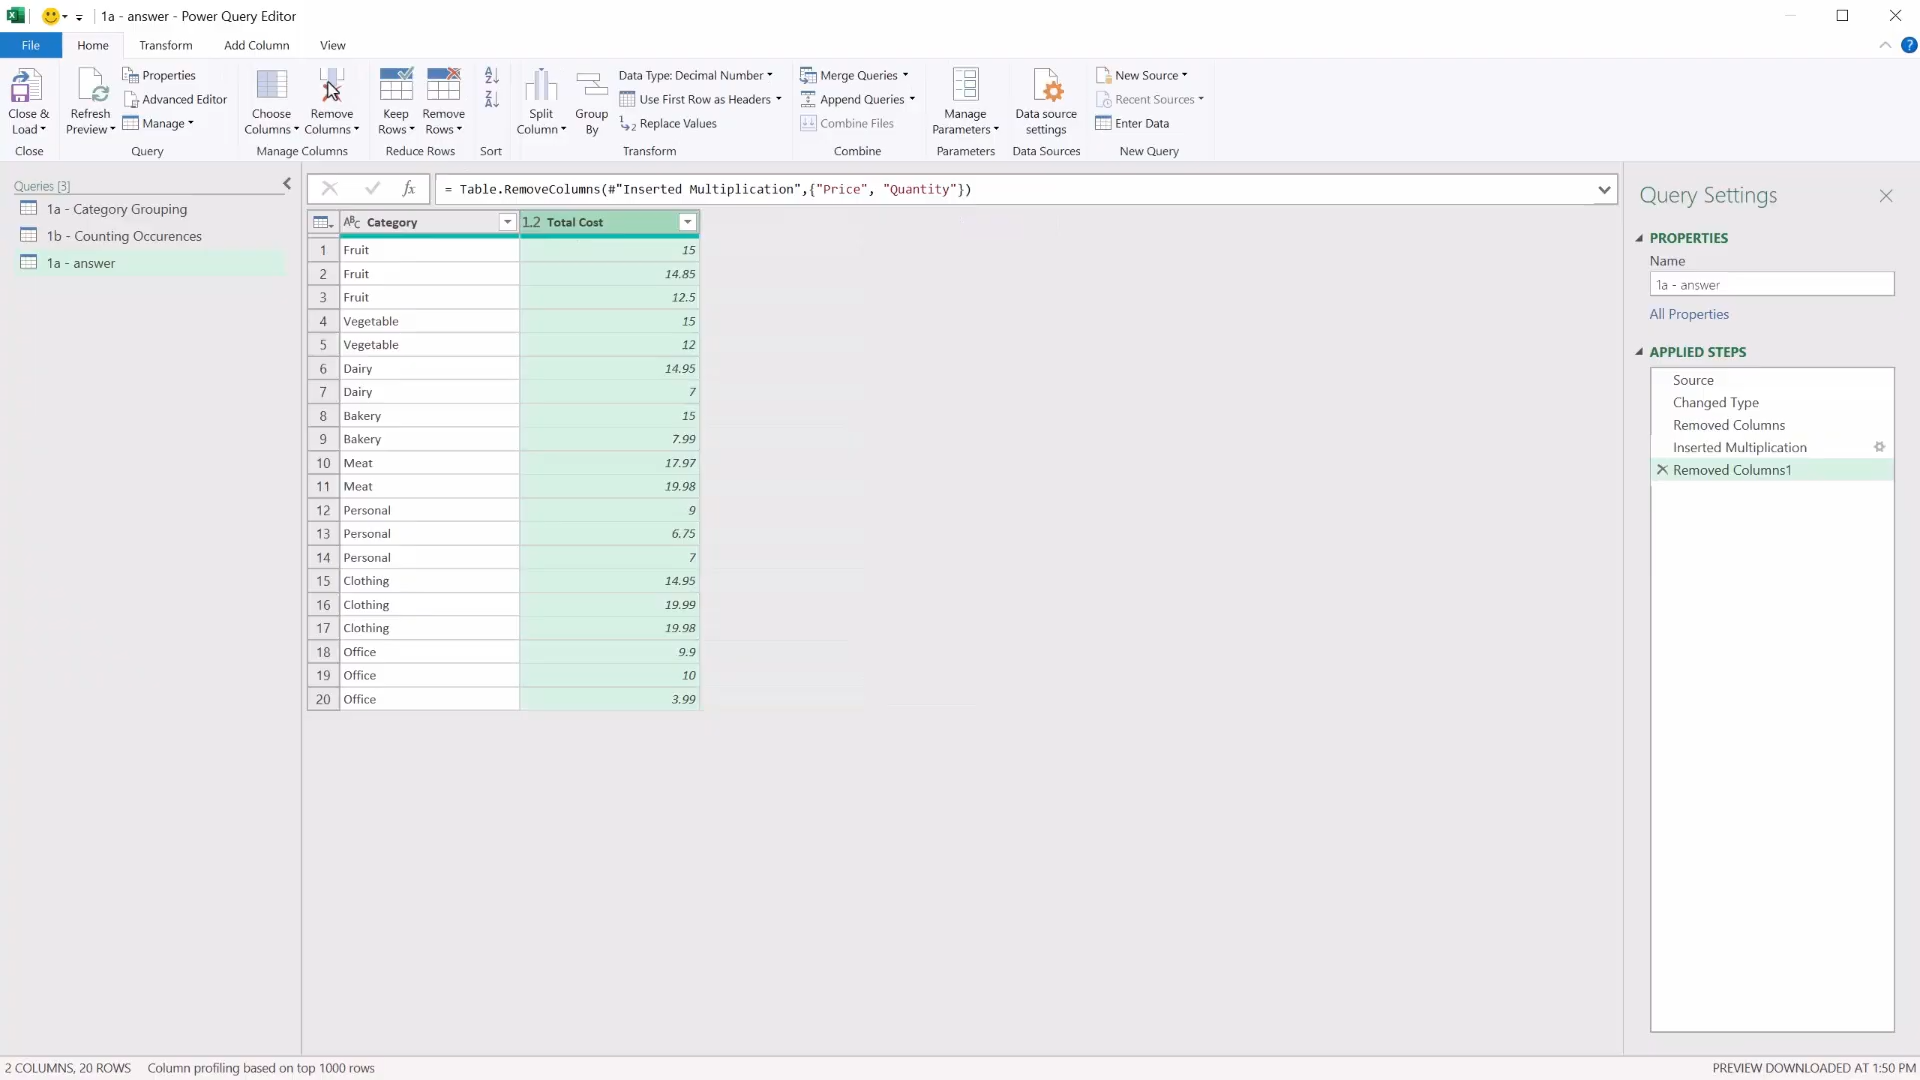 1a - answer - Power Query Editor
File
Home
Transform
Add Column
View
Close &
Load
Refresh
Preview
Properties
Advanced Editor
Manage
Choose
Columns
Remove
Columns
Keep
Rows
Remove
Rows
Split
Column
Group
By
Data Type: Decimal Number
Use First Row as Headers
Replace Values
Merge Queries
Append Queries
Combine Files
Manage
Parameters
Data source
settings
New Source
Recent Sources
Enter Data
Close
Query
Manage Columns
Reduce Rows
Sort
Transform
Combine
Parameters
Data Sources
New Query
Queries [3]
1a - Category Grouping
1b - Counting Occurences
1a - answer
fx
= Table.RemoveColumns(#"Inserted Multiplication",{"Price", "Quantity"})
ABC Category 1.2 Total Cost
1 Fruit 15
2 Fruit 14.85
3 Fruit 12.5
4 Vegetable 15
5 Vegetable 12
6 Dairy 14.95
7 Dairy 7
8 Bakery 15
9 Bakery 7.99
10 Meat 17.97
11 Meat 19.98
12 Personal 9
13 Personal 6.75
14 Personal 7
15 Clothing 14.95
16 Clothing 19.99
17 Clothing 19.98
18 Office 9.9
19 Office 10
20 Office 3.99
Query Settings
PROPERTIES
Name
1a - answer
All Properties
APPLIED STEPS
Source
Changed Type
Removed Columns
Inserted Multiplication
Removed Columns1
2 COLUMNS, 20 ROWS
Column profiling based on top 1000 rows
PREVIEW DOWNLOADED AT 1:50 PM